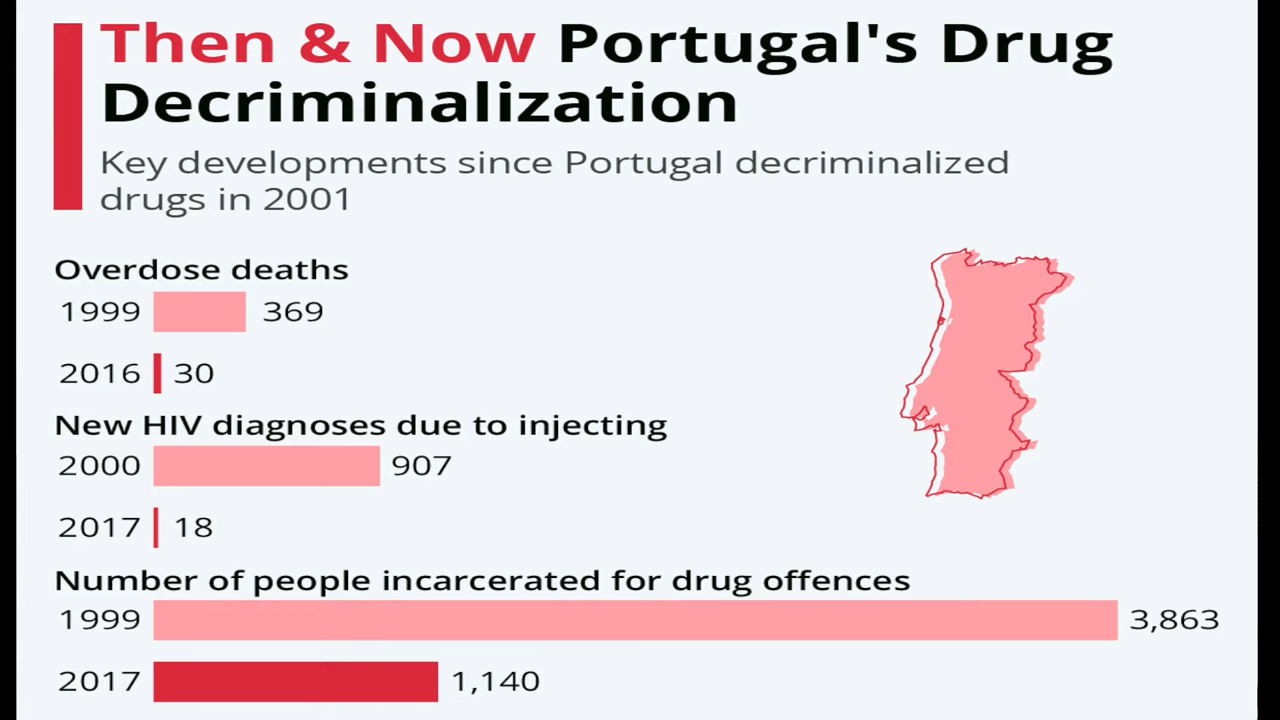 Then & Now Portugal's Drug
Decriminalization
Key developments since Portugal decriminalized
drugs in 2001
Overdose deaths
1999 369
2016 30
New HIV diagnoses due to injecting
2000 907
2017 18
Number of people incarcerated for drug offences
1999 3,863
2017 1,140